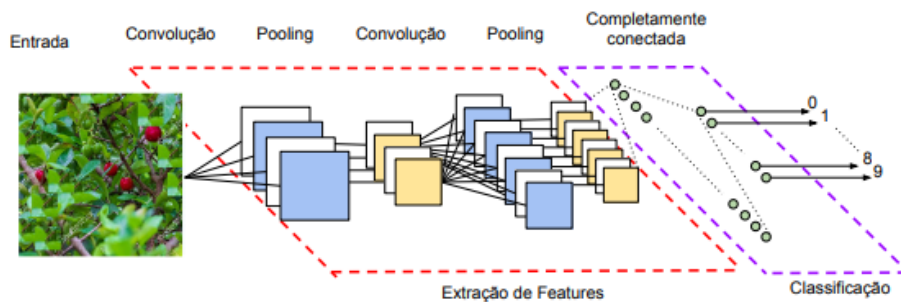 Entrada
Convolução
Pooling
Convolução
Pooling
Completamente
conectada
0
1
8
9
Extração de Features
Classificação